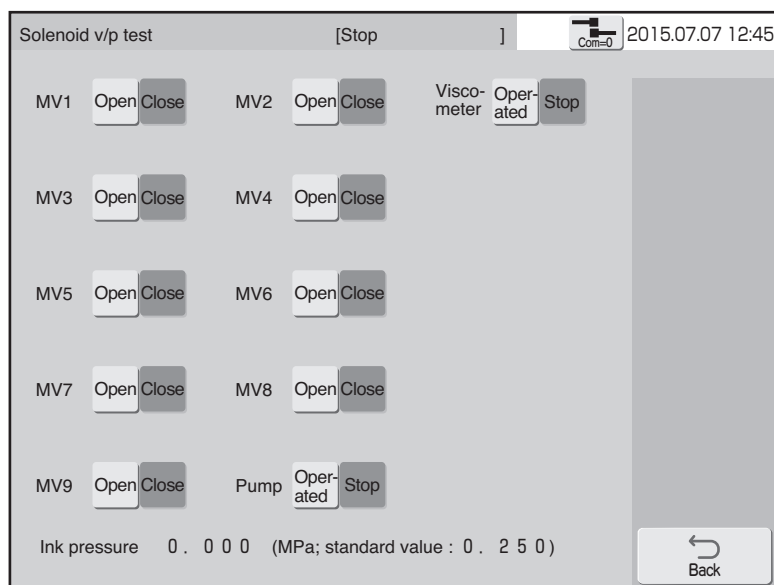 Solenoid v/p test [Stop ] Com=0 2015.07.07 12:45
MV1 Open Close MV2 Open Close Visco-meter Oper-ated Stop
MV3 Open Close MV4 Open Close
MV5 Open Close MV6 Open Close
MV7 Open Close MV8 Open Close
MV9 Open Close Pump Oper-ated Stop
Ink pressure 0. 000 (MPa; standard value : 0. 250)
Back